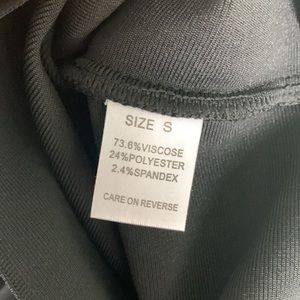 SIZE S
73.6%VISCOSE
24%POLYESTER
2.4%SPANDEX
CARE ON REVERSE